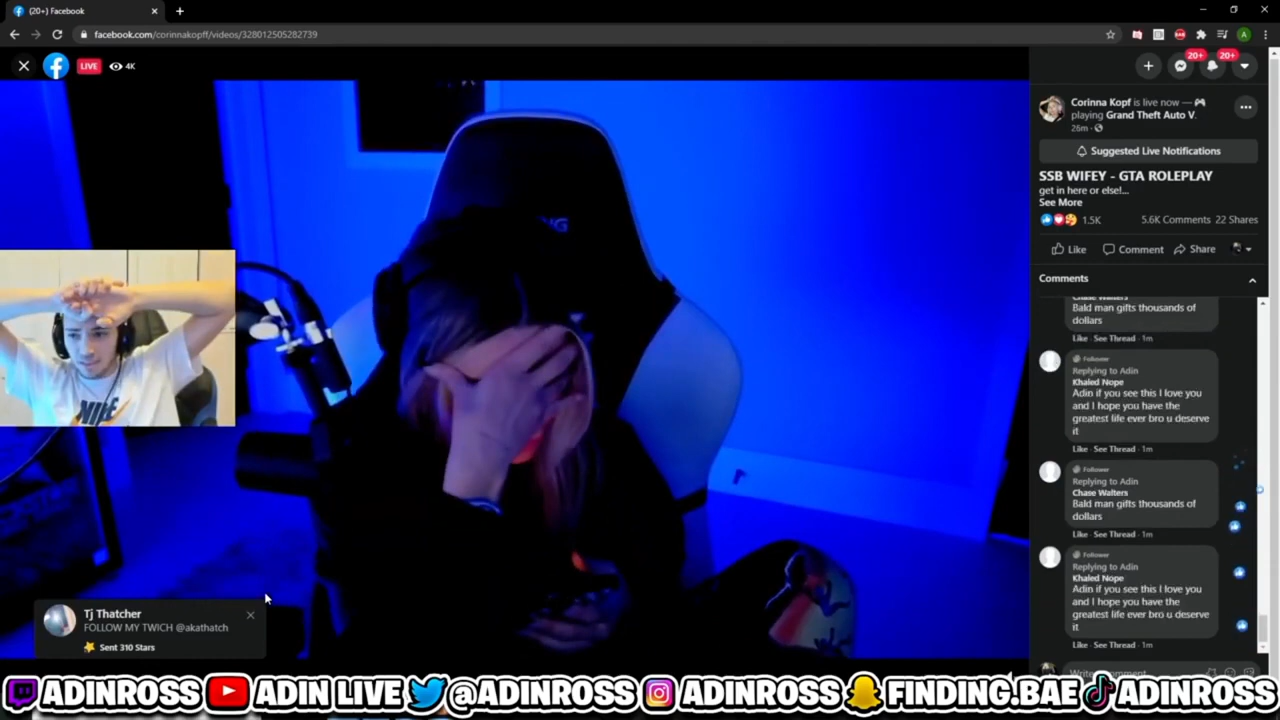 (20+) Facebook
facebook.com/corinnakopff/videos/328012505282739
LIVE 4K
20+ 20+
Corinna Kopf is live now —
playing Grand Theft Auto V.
26m
Suggested Live Notifications
SSB WIFEY - GTA ROLEPLAY
get in here or else!...
See More
1.5K 5.6K Comments 22 Shares
Like Comment Share
Comments
Chase Walters
Bald man gifts thousands of
dollars
Like · See Thread · 1m
Follower
Replying to Adin
Khaled Nope
Adin if you see this I love you
and I hope you have the
greatest life ever bro u deserve
it
Like · See Thread · 1m
Follower
Replying to Adin
Chase Walters
Bald man gifts thousands of
dollars
Like · See Thread · 1m
Follower
Replying to Adin
Khaled Nope
Adin if you see this I love you
and I hope you have the
greatest life ever bro u deserve
it
Like · See Thread · 1m
NIKE
Tj Thatcher
FOLLOW MY TWICH @akathatch
Sent 310 Stars
ADINROSS ADIN LIVE @ADINROSS ADINROSS FINDING.BAE ADINROSS